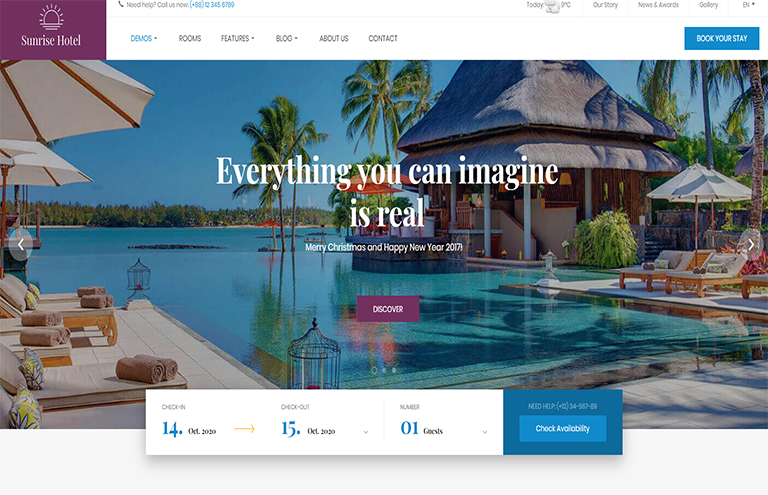 Need help? Call us now: (+88) 12 345 6789
Today: 9°C
Our Story
News & Awards
Gallery
EN
Sunrise Hotel
DEMOS
ROOMS
FEATURES
BLOG
ABOUT US
CONTACT
BOOK YOUR STAY
Everything you can imagine
is real
Merry Christmas and Happy New Year 2017!
DISCOVER
CHECK-IN
14. Oct. 2020
CHECK-OUT
15. Oct. 2020
NUMBER
01 Guests
NEED HELP: (+12) 34-567-89
Check Availability